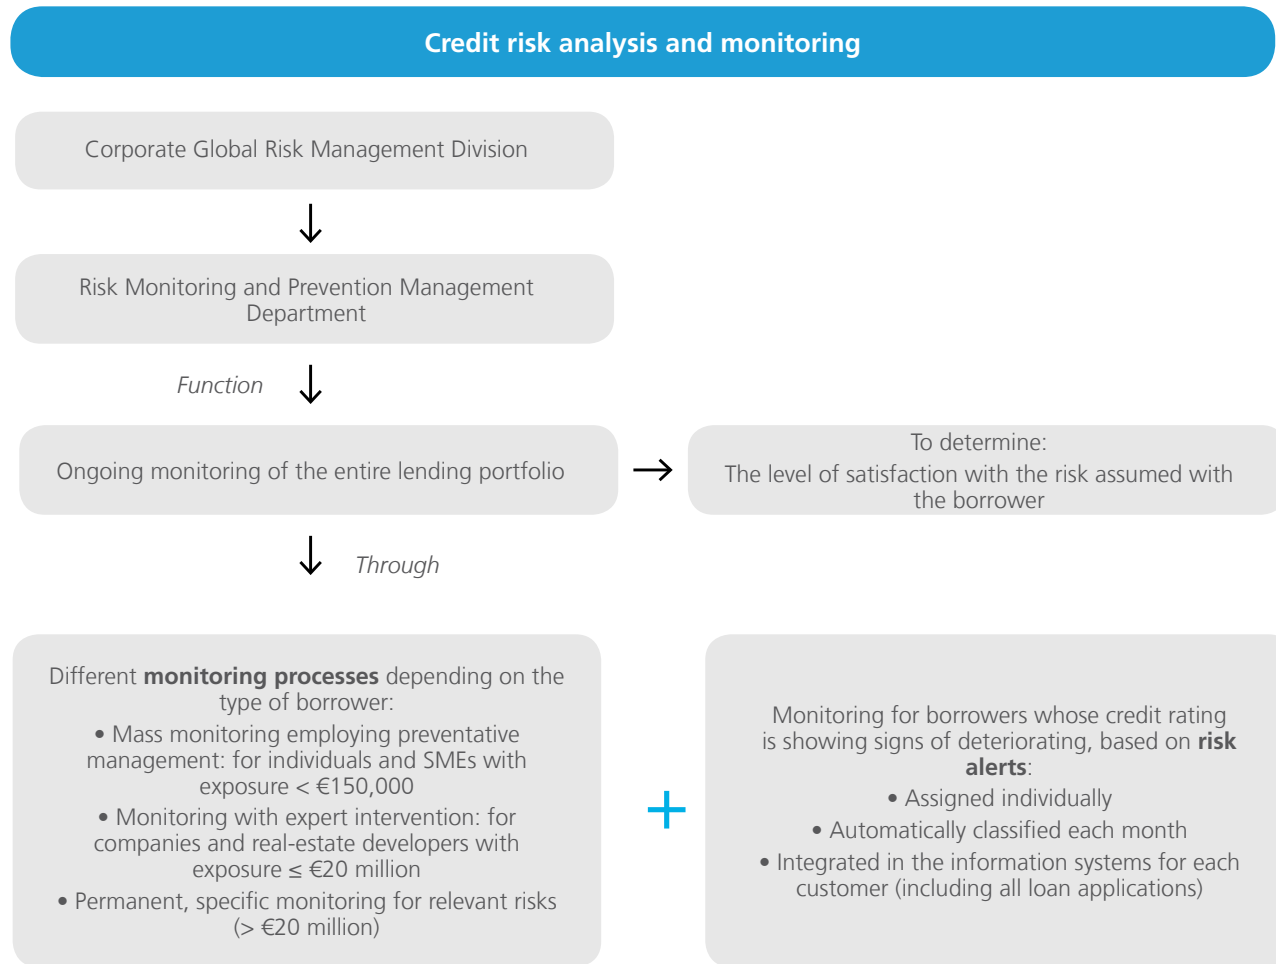 Credit risk analysis and monitoring
Corporate Global Risk Management Division
Risk Monitoring and Prevention Management
Department
Function
Ongoing monitoring of the entire lending portfolio
To determine:
The level of satisfaction with the risk assumed with
the borrower
Through
Different monitoring processes depending on the
type of borrower:
• Mass monitoring employing preventative
management: for individuals and SMEs with
exposure < €150,000
• Monitoring with expert intervention: for
companies and real-estate developers with
exposure ≤ €20 million
• Permanent, specific monitoring for relevant risks
(> €20 million)
+
Monitoring for borrowers whose credit rating
is showing signs of deteriorating, based on risk
alerts:
• Assigned individually
• Automatically classified each month
• Integrated in the information systems for each
customer (including all loan applications)